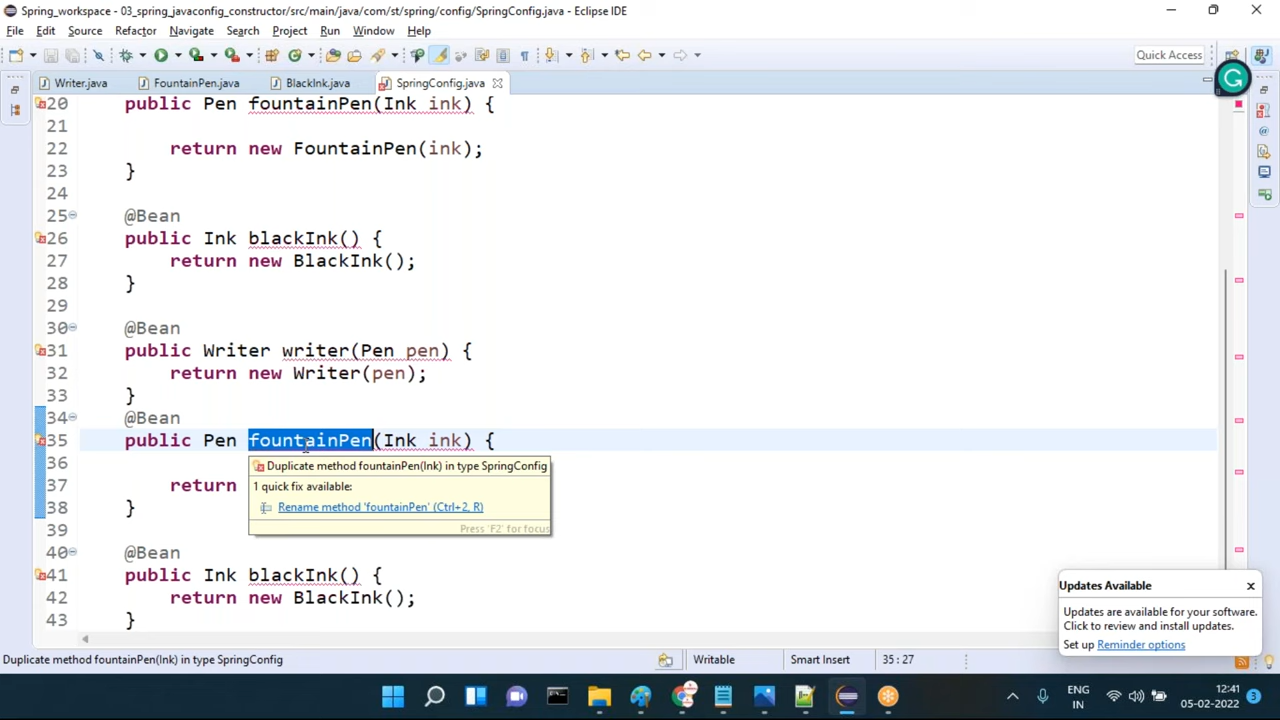 Spring_workspace - 03_spring_javaconfig_constructor/src/main/java/com/st/spring/config/SpringConfig.java - Eclipse IDE
File Edit Source Refactor Navigate Search Project Run Window Help
Quick Access
Writer.java FountainPen.java BlackInk.java SpringConfig.java
20 public Pen fountainPen(Ink ink) {
21
22 return new FountainPen(ink);
23 }
24
25 @Bean
26 public Ink blackInk() {
27 return new BlackInk();
28 }
29
30 @Bean
31 public Writer writer(Pen pen) {
32 return new Writer(pen);
33 }
34 @Bean
35 public Pen fountainPen(Ink ink) {
36
Duplicate method fountainPen(Ink) in type SpringConfig
1 quick fix available:
Rename method 'fountainPen' (Ctrl+2, R)
Press 'F2' for focus
37 return
38 }
39
40 @Bean
41 public Ink blackInk() {
42 return new BlackInk();
43 }
Updates Available
Updates are available for your software.
Click to review and install updates.
Set up Reminder options
Duplicate method fountainPen(Ink) in type SpringConfig Writable Smart Insert 35 : 27
ENG
IN
12:41
05-02-2022
3